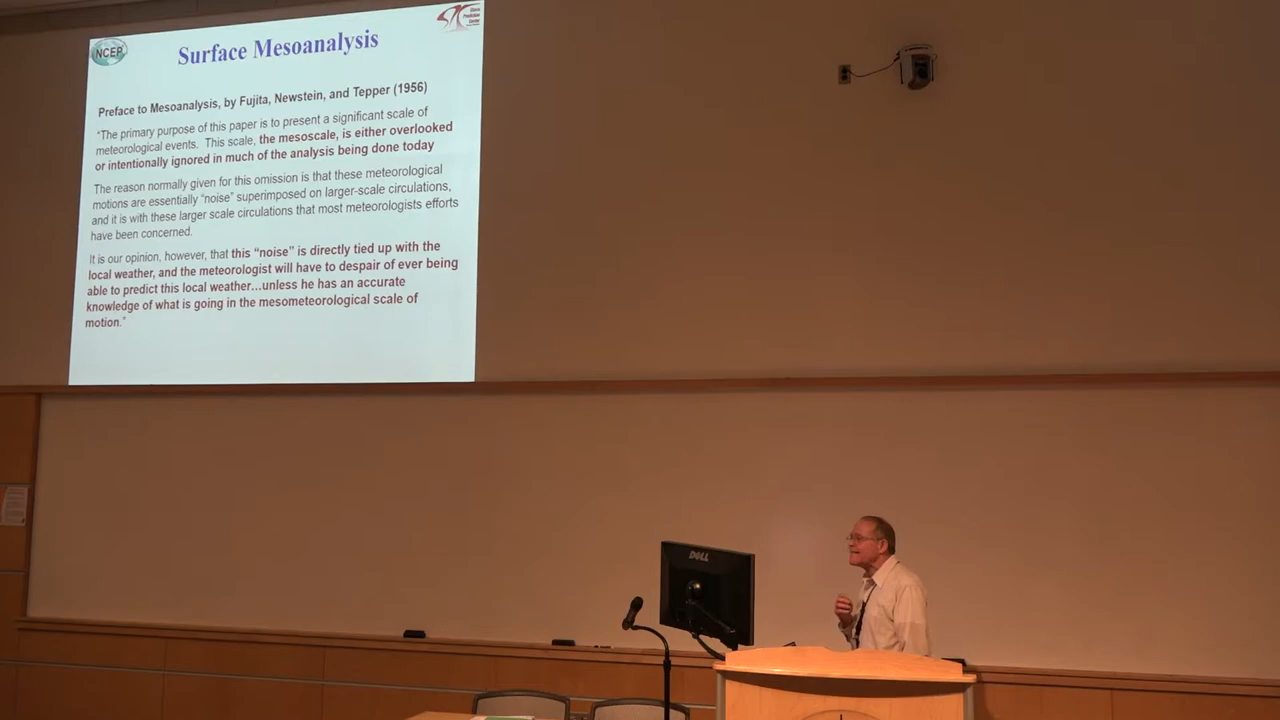 NCEP
Surface Mesoanalysis
Storm
Prediction
Center
Preface to Mesoanalysis, by Fujita, Newstein, and Tepper (1956)
"The primary purpose of this paper is to present a significant scale of
meteorological events. This scale, the mesoscale, is either overlooked
or intentionally ignored in much of the analysis being done today
The reason normally given for this omission is that these meteorological
motions are essentially "noise" superimposed on larger-scale circulations,
and it is with these larger scale circulations that most meteorologists efforts
have been concerned.
It is our opinion, however, that this "noise" is directly tied up with the
local weather, and the meteorologist will have to despair of ever being
able to predict this local weather...unless he has an accurate
knowledge of what is going in the mesometeorological scale of
motion."
DELL